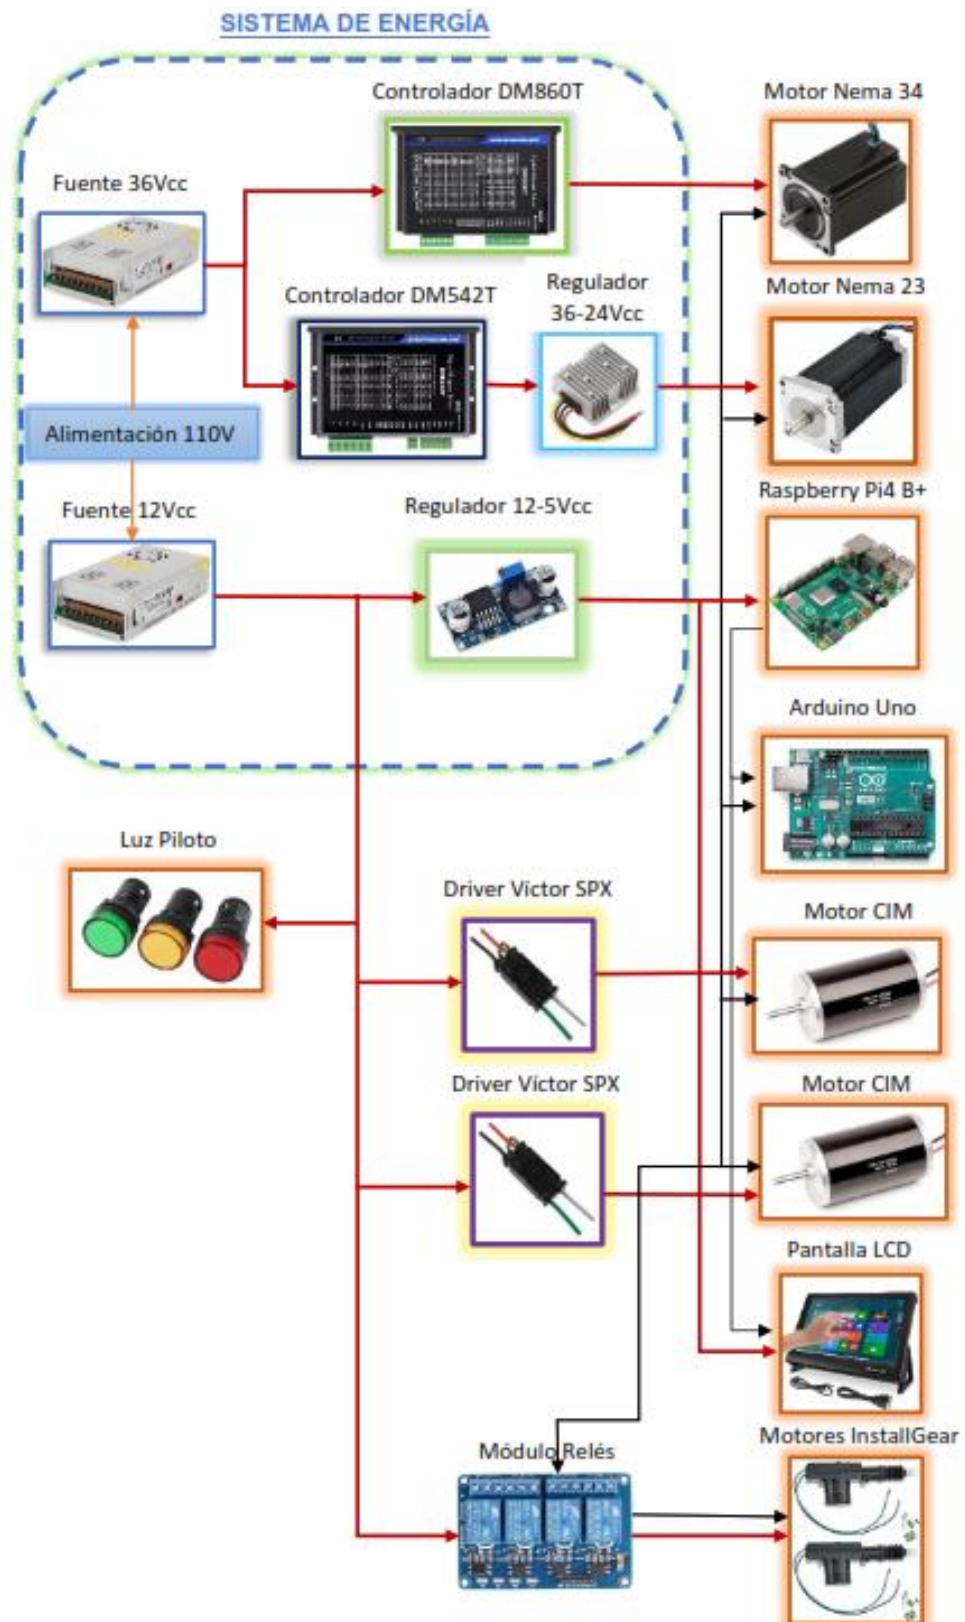 SISTEMA DE ENERGÍA
Controlador DM860T
Motor Nema 34
Fuente 36Vcc
Controlador DM542T
Regulador
36-24Vcc
Motor Nema 23
Alimentación 110V
Fuente 12Vcc
Regulador 12-5Vcc
Raspberry Pi4 B+
Arduino Uno
Luz Piloto
Driver Víctor SPX
Motor CIM
Driver Víctor SPX
Motor CIM
Pantalla LCD
Módulo Relés
Motores InstallGear